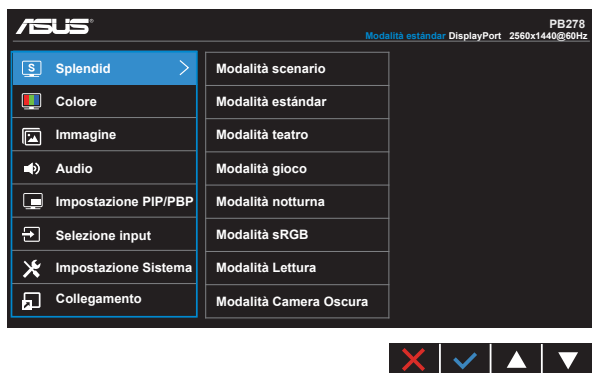 ASUS
PB278
Modalità estándar DisplayPort 2560x1440@60Hz
S Splendid
Colore
Immagine
Audio
Impostazione PIP/PBP
Selezione input
Impostazione Sistema
Collegamento
Modalità scenario
Modalità estándar
Modalità teatro
Modalità gioco
Modalità notturna
Modalità sRGB
Modalità Lettura
Modalità Camera Oscura